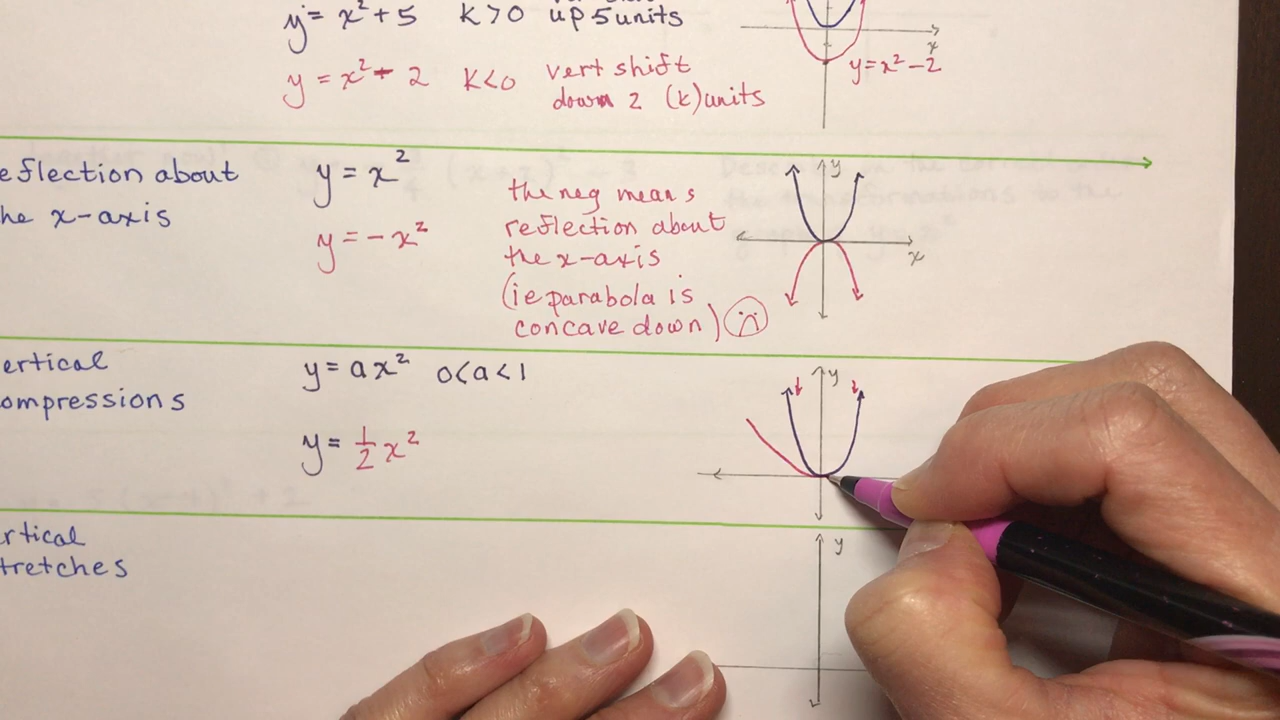 y = x² + 5 k > 0 up 5 units
y = x² - 2 k < 0 vert shift
down 2 (k) units
x
y = x² - 2
eflection about
he x-axis
y = x²
y = -x²
the neg means
reflection about
the x-axis
(ie parabola is
concave down)
y
x
ertical
ompressions
y = ax² 0 < a < 1
y = 1/2 x²
y
rtical
tretches
y